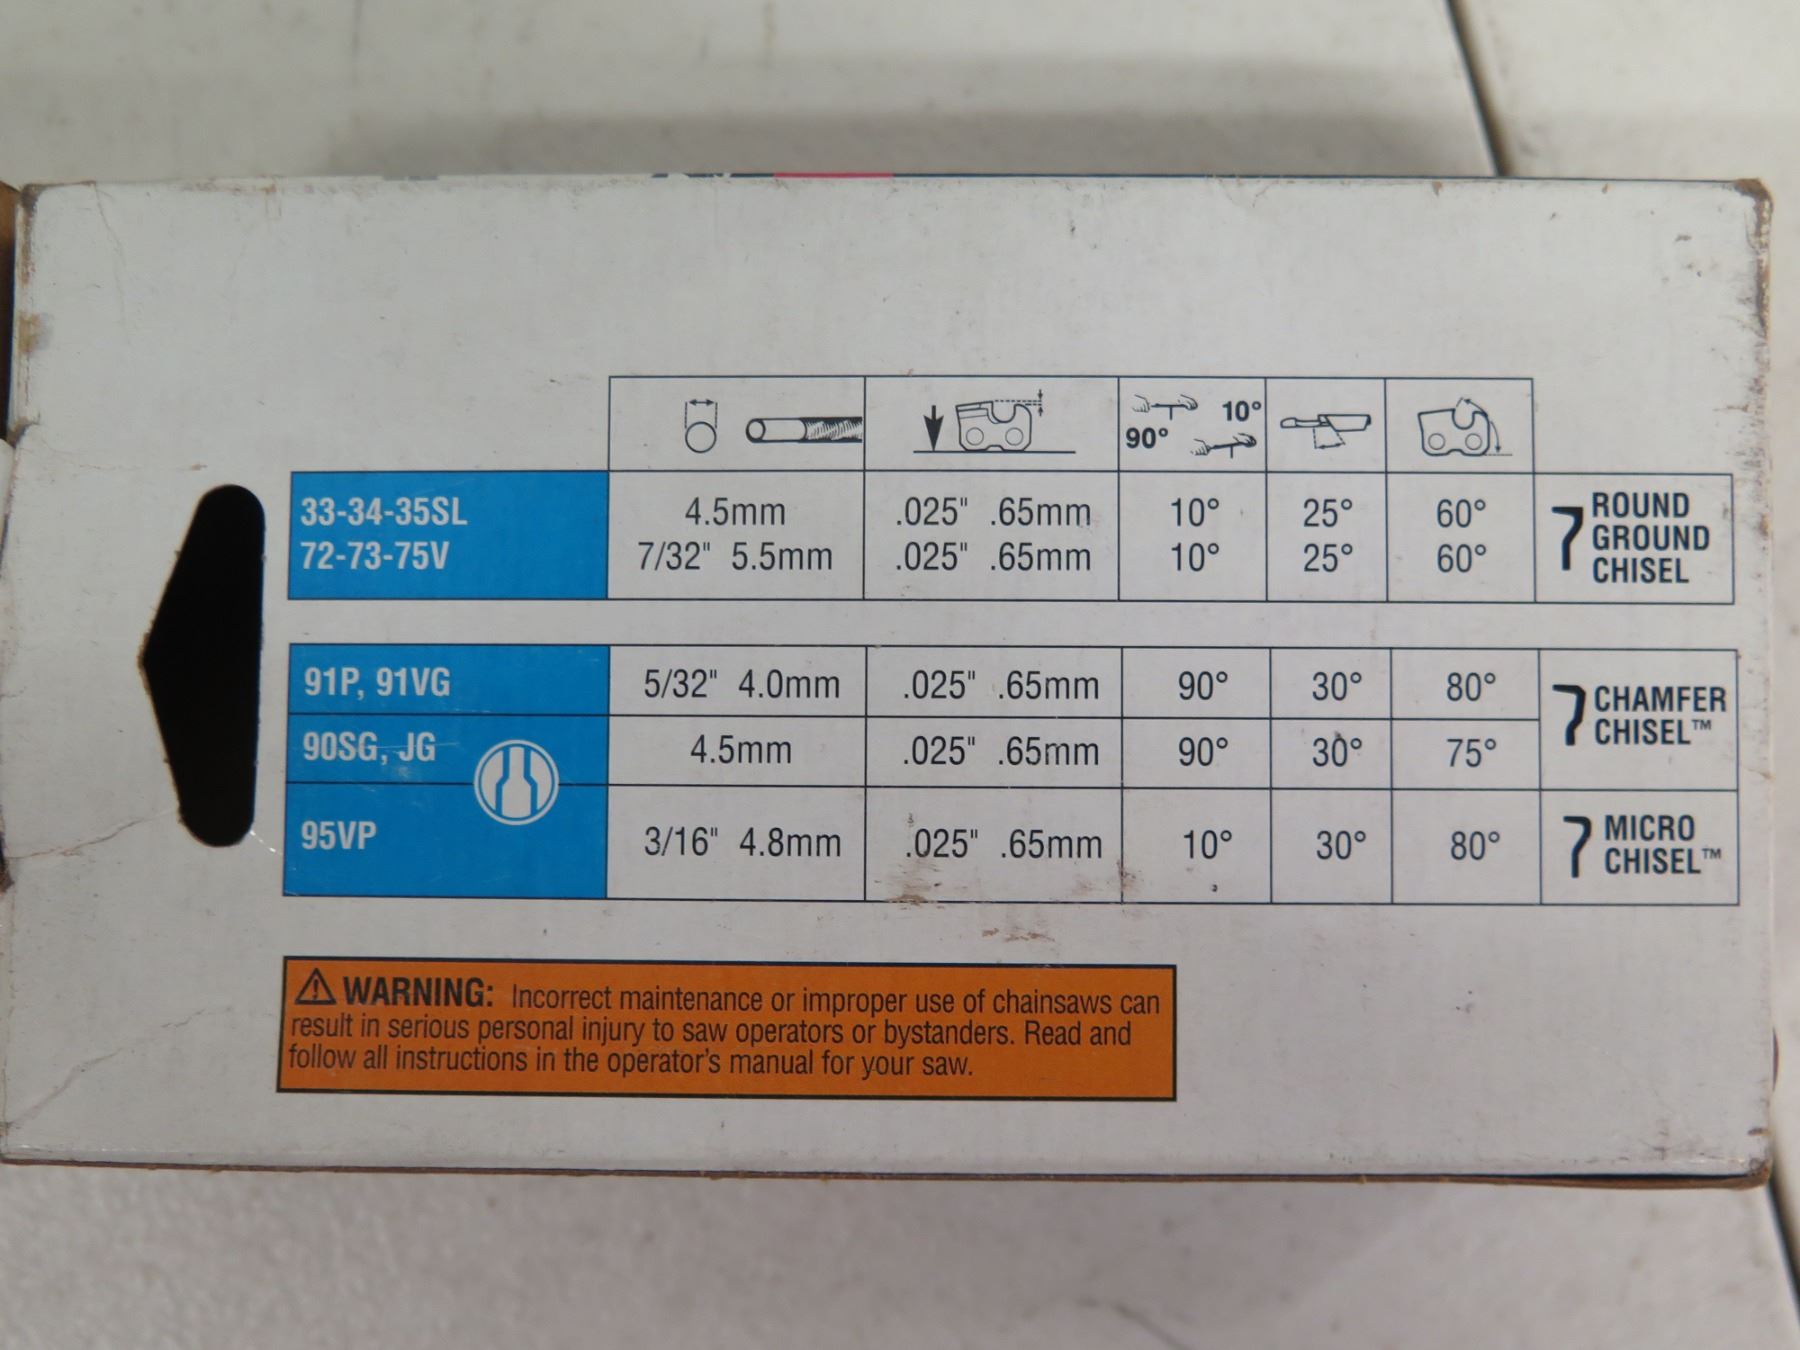 10°
90°
33-34-35SL 4.5mm .025" .65mm 10° 25° 60°
72-73-75V 7/32" 5.5mm .025" .65mm 10° 25° 60°
ROUND
GROUND
CHISEL
91P, 91VG 5/32" 4.0mm .025" .65mm 90° 30° 80°
90SG, JG 4.5mm .025" .65mm 90° 30° 75°
CHAMFER
CHISEL™
95VP 3/16" 4.8mm .025" .65mm 10° 30° 80°
MICRO
CHISEL™
WARNING: Incorrect maintenance or improper use of chainsaws can
result in serious personal injury to saw operators or bystanders. Read and
follow all instructions in the operator's manual for your saw.